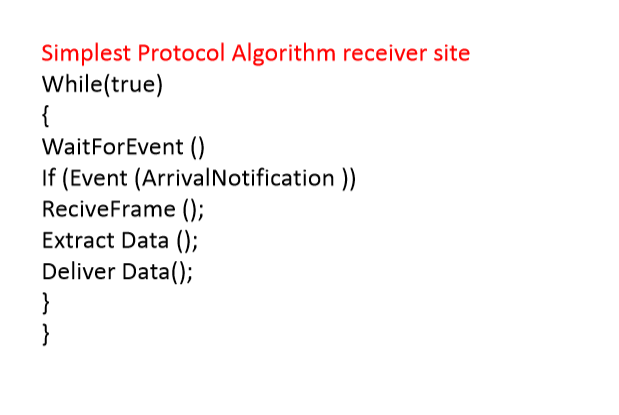 Simplest Protocol Algorithm receiver site
While(true)
{
WaitForEvent ()
If (Event (ArrivalNotification ))
ReciveFrame ();
Extract Data ();
Deliver Data();
}
}